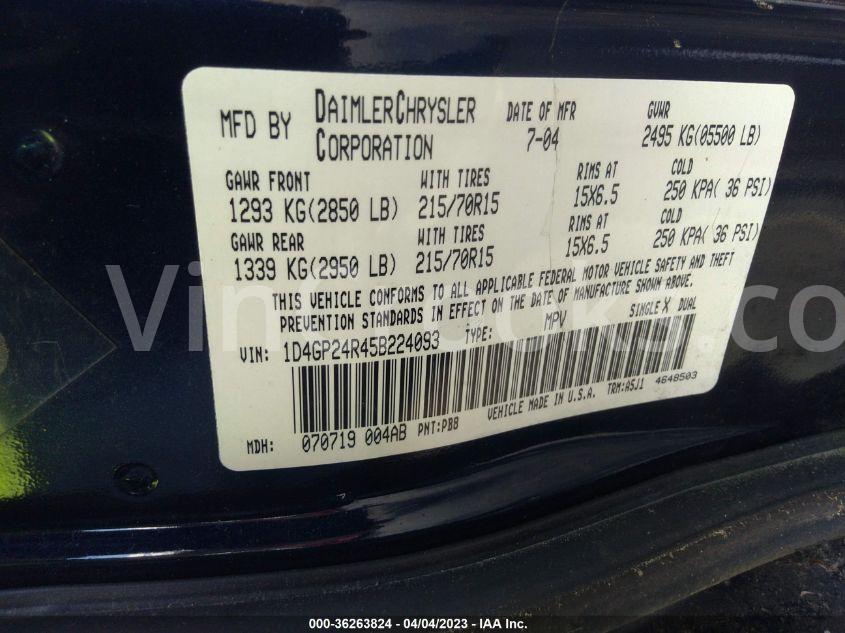 MFD BY DAIMLERCHRYSLER CORPORATION DATE OF MFR 7-04 GVWR 2495 KG(05500 LB)
GAWR FRONT WITH TIRES RIMS AT COLD
1293 KG(2850 LB) 215/70R15 15X6.5 250 KPA( 36 PSI)
GAWR REAR WITH TIRES RIMS AT COLD
1339 KG(2950 LB) 215/70R15 15X6.5 250 KPA( 36 PSI)
THIS VEHICLE CONFORMS TO ALL APPLICABLE FEDERAL MOTOR VEHICLE SAFETY AND THEFT
PREVENTION STANDARDS IN EFFECT ON THE DATE OF MANUFACTURE SHOWN ABOVE.
VIN: 1D4GP24R45B224093 TYPE: MPV SINGLE X DUAL
MDH: 070719 004AB PNT:PB8 VEHICLE MADE IN U.S.A. TRM:A5J1 4648503
000-36263824 - 04/04/2023 - IAA Inc.